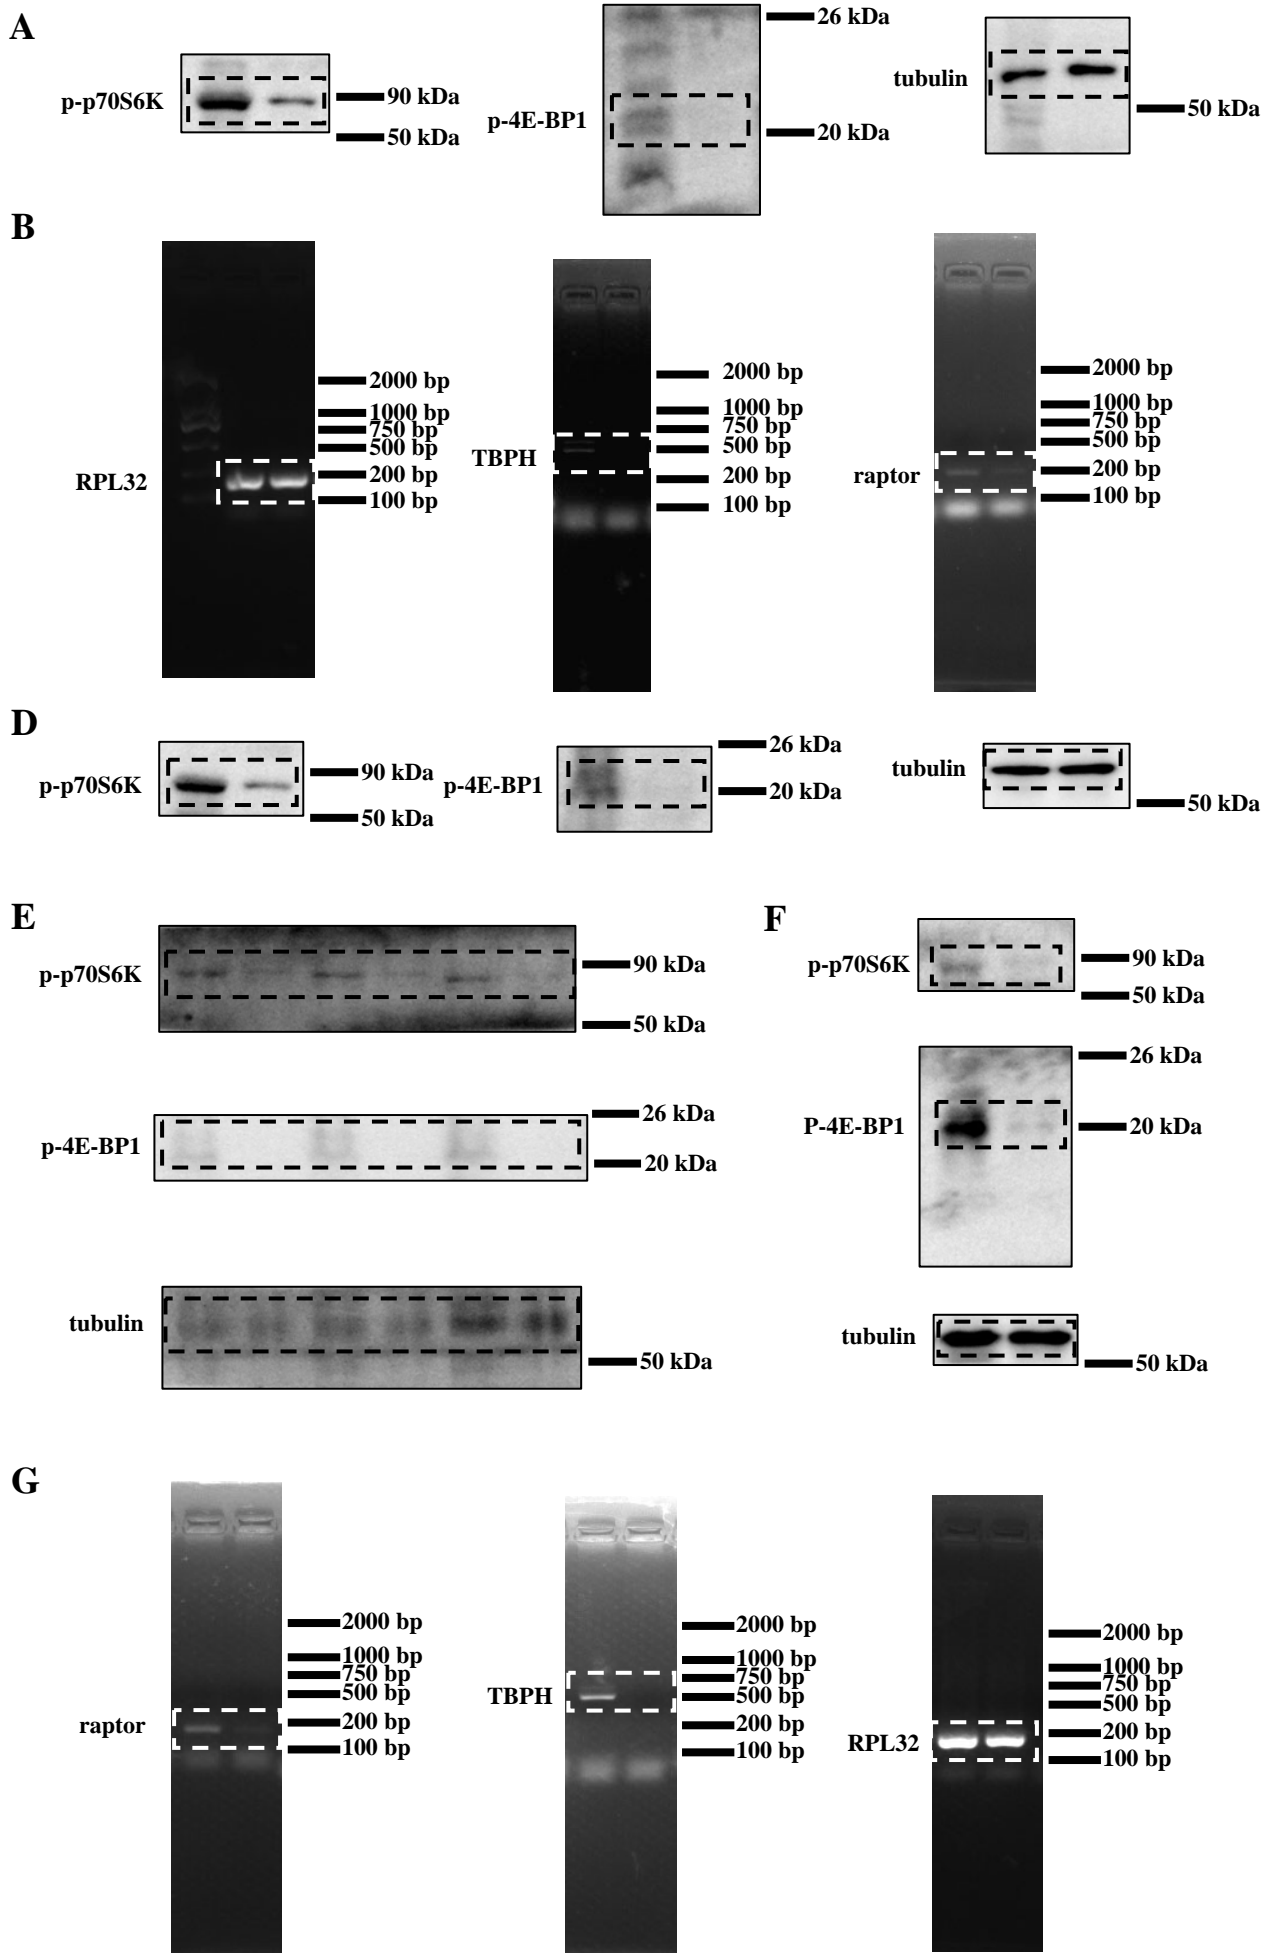 A
p-p70S6K
90 kDa
50 kDa
p-4E-BP1
26 kDa
20 kDa
tubulin
50 kDa
B
RPL32
2000 bp
1000 bp
750 bp
500 bp
200 bp
100 bp
TBPH
2000 bp
1000 bp
750 bp
500 bp
200 bp
100 bp
raptor
2000 bp
1000 bp
750 bp
500 bp
200 bp
100 bp
D
p-p70S6K
90 kDa
50 kDa
p-4E-BP1
26 kDa
20 kDa
tubulin
50 kDa
E
p-p70S6K
90 kDa
50 kDa
p-4E-BP1
26 kDa
20 kDa
tubulin
50 kDa
F
p-p70S6K
90 kDa
50 kDa
P-4E-BP1
26 kDa
20 kDa
tubulin
50 kDa
G
raptor
2000 bp
1000 bp
750 bp
500 bp
200 bp
100 bp
TBPH
2000 bp
1000 bp
750 bp
500 bp
200 bp
100 bp
RPL32
2000 bp
1000 bp
750 bp
500 bp
200 bp
100 bp